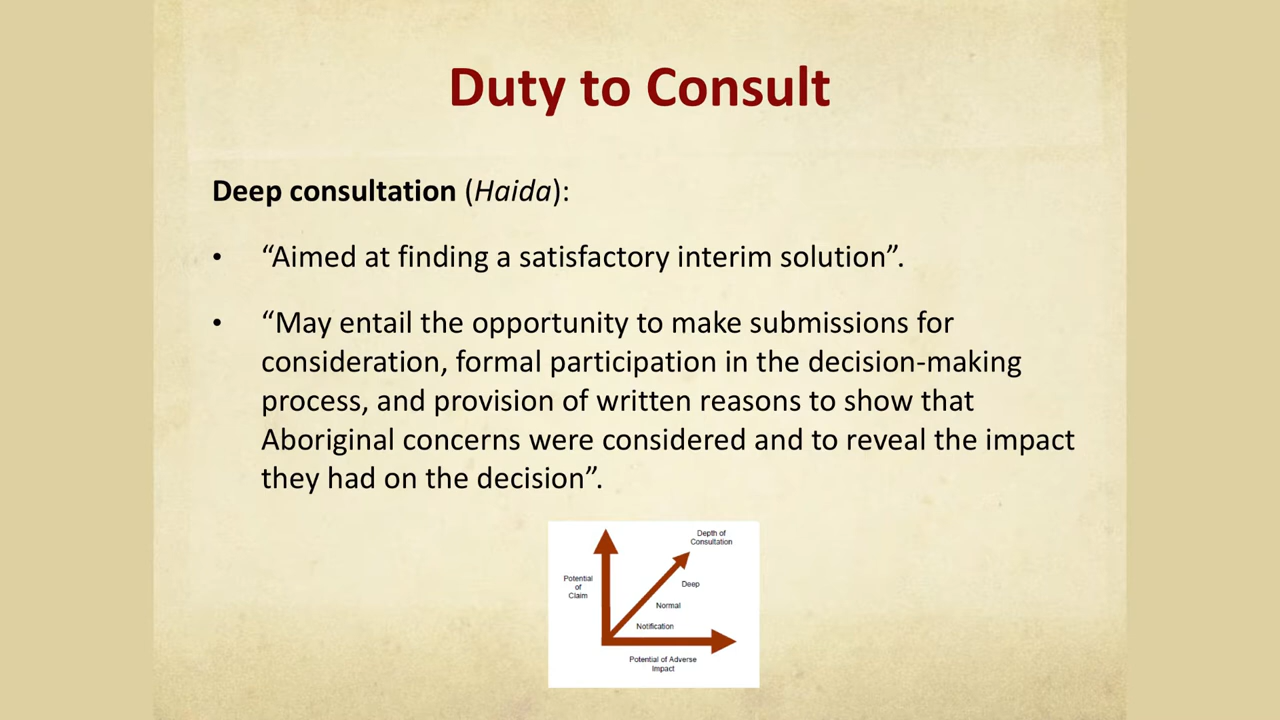 Duty to Consult
Deep consultation (Haida):
• “Aimed at finding a satisfactory interim solution”.
• “May entail the opportunity to make submissions for
consideration, formal participation in the decision-making
process, and provision of written reasons to show that
Aboriginal concerns were considered and to reveal the impact
they had on the decision”.
Depth of
Consultation
Potential
of
Claim
Deep
Normal
Notification
Potential of Adverse
Impact